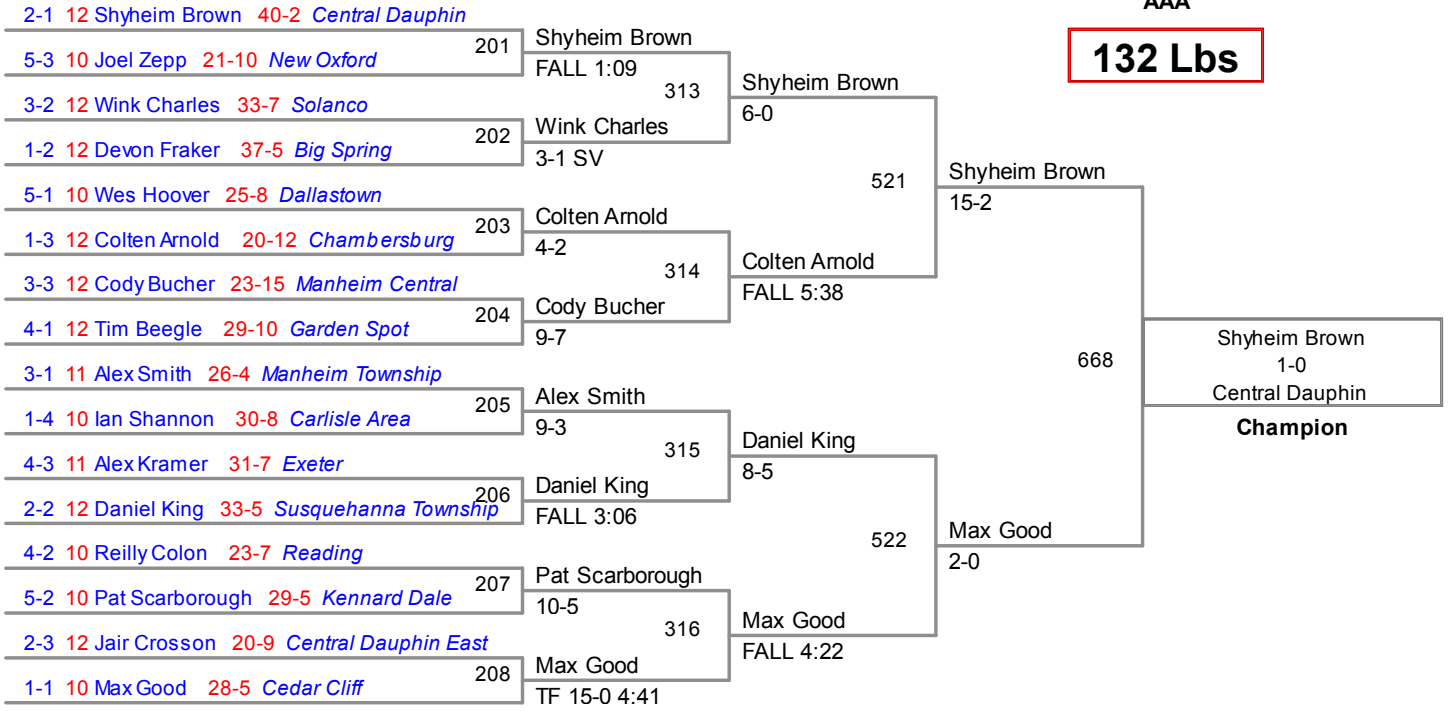 AAA
132 Lbs
2-1 12 Shyheim Brown 40-2 Central Dauphin
5-3 10 Joel Zepp 21-10 New Oxford
3-2 12 Wink Charles 33-7 Solanco
1-2 12 Devon Fraker 37-5 Big Spring
5-1 10 Wes Hoover 25-8 Dallastown
1-3 12 Colten Arnold 20-12 Chambersburg
3-3 12 Cody Bucher 23-15 Manheim Central
4-1 12 Tim Beegle 29-10 Garden Spot
3-1 11 Alex Smith 26-4 Manheim Township
1-4 10 Ian Shannon 30-8 Carlisle Area
4-3 11 Alex Kramer 31-7 Exeter
2-2 12 Daniel King 33-5 Susquehanna Township
4-2 10 Reilly Colon 23-7 Reading
5-2 10 Pat Scarborough 29-5 Kennard Dale
2-3 12 Jair Crosson 20-9 Central Dauphin East
1-1 10 Max Good 28-5 Cedar Cliff
201
Shyheim Brown
FALL 1:09
202
Wink Charles
3-1 SV
203
Colten Arnold
4-2
204
Cody Bucher
9-7
205
Alex Smith
9-3
206
Daniel King
FALL 3:06
207
Pat Scarborough
10-5
208
Max Good
TF 15-0 4:41
313
Shyheim Brown
6-0
314
Colten Arnold
FALL 5:38
315
Daniel King
8-5
316
Max Good
FALL 4:22
521
Shyheim Brown
15-2
522
Max Good
2-0
668
Shyheim Brown
1-0
Central Dauphin
Champion